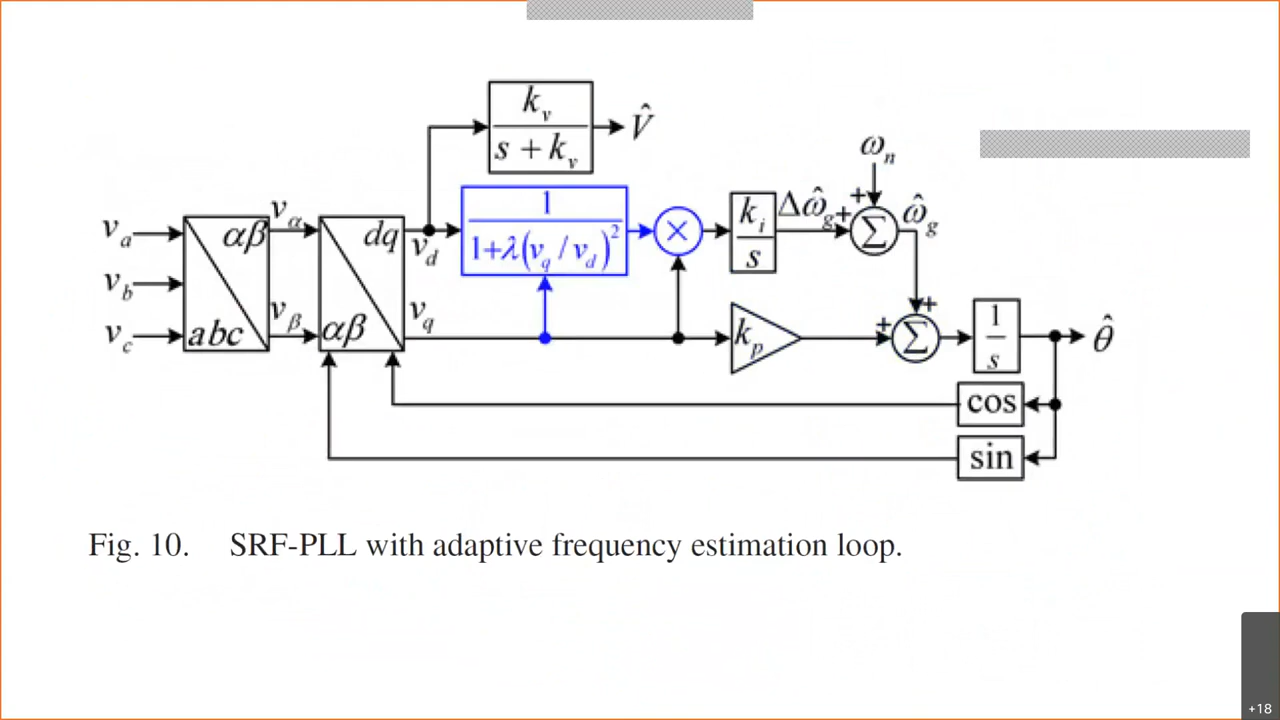 k_v
s + k_v
V̂
ω_n
v_a
v_b
v_c
αβ
abc
v_α
v_β
dq
αβ
v_d
v_q
1
1+λ(v_q / v_d)²
×
k_i
s
Δω̂_g
+
+
Σ
ω̂_g
k_p
+
+
Σ
1
s
θ̂
cos
sin
Fig. 10. SRF-PLL with adaptive frequency estimation loop.
+18